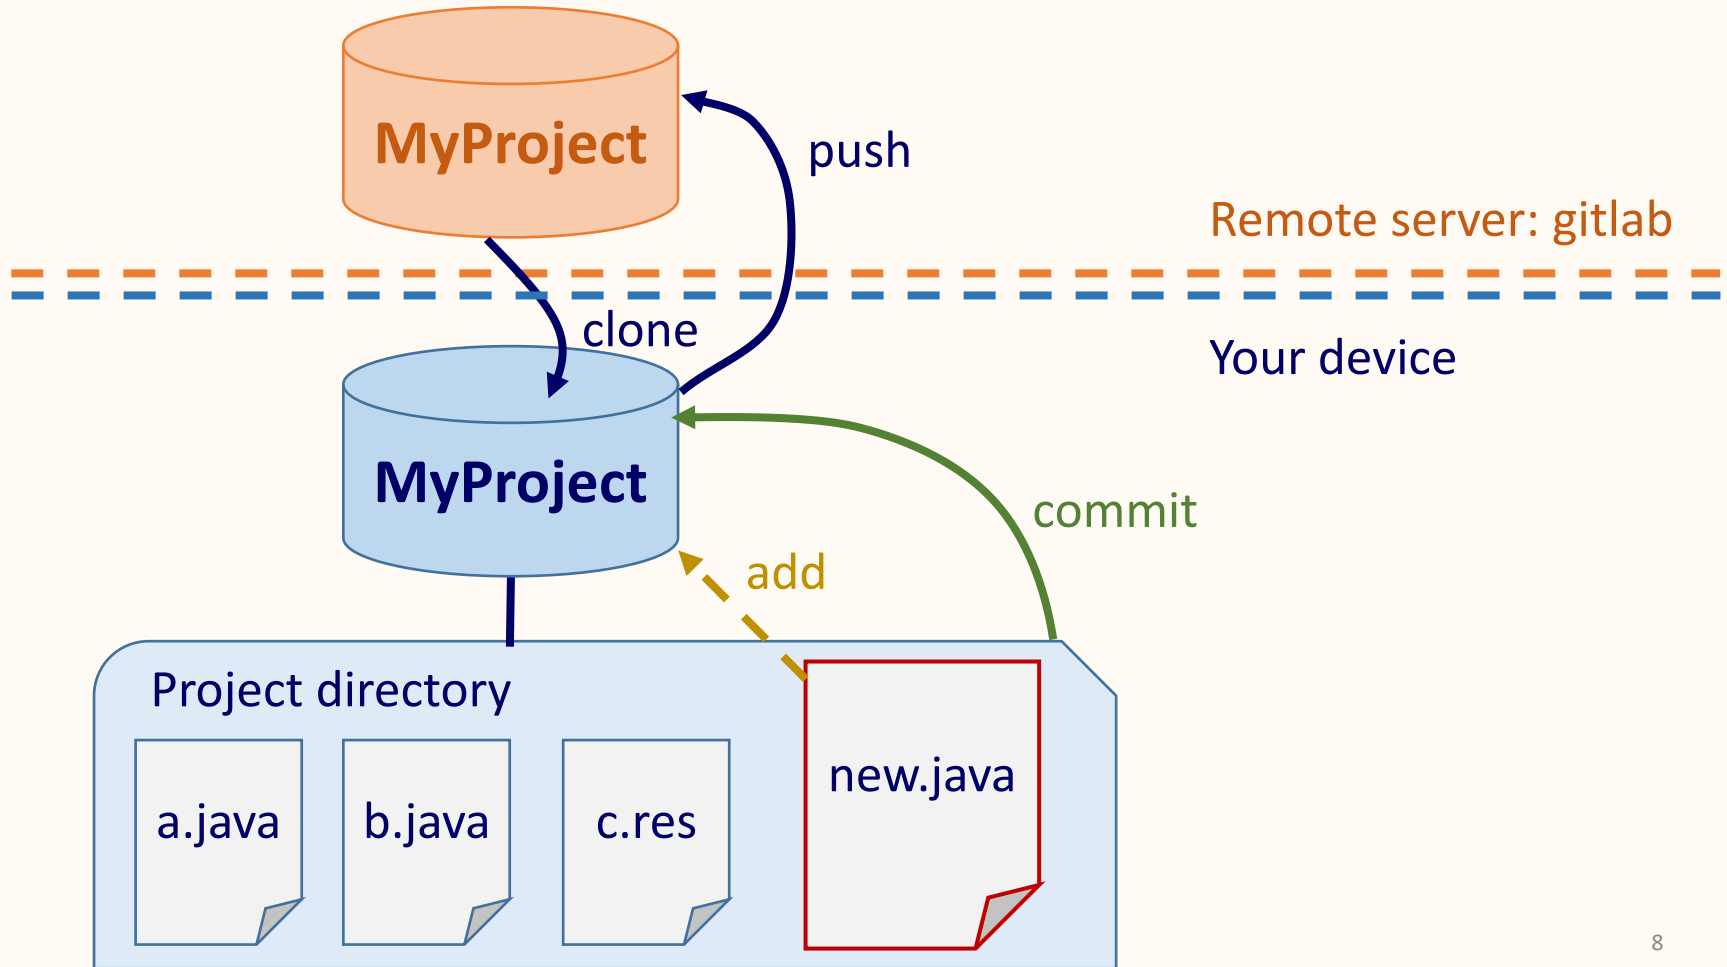 MyProject
push
Remote server: gitlab
clone
Your device
MyProject
commit
add
Project directory
new.java
a.java
b.java
c.res
8